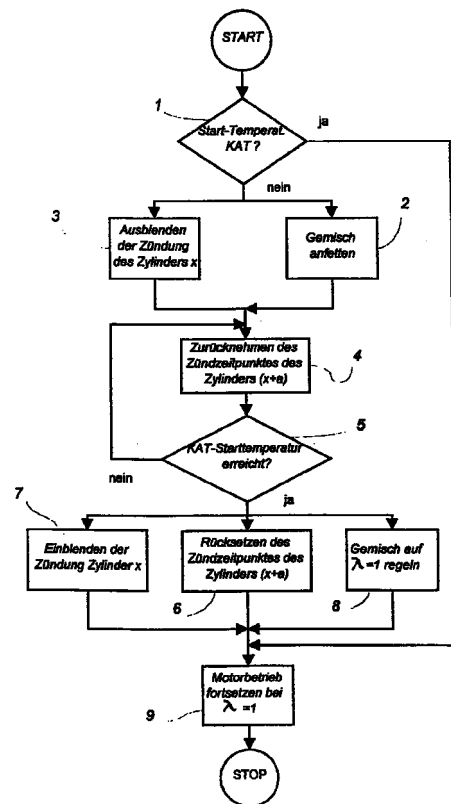 START
1
Start-Temperat.
KAT ?
ja
nein
3
Ausblenden
der Zündung
des Zylinders x
2
Gemisch
anfetten
Zurücknehmen des
Zündzeitpunktes des
Zylinders (x+a)
4
5
KAT-Starttemperatur
erreicht?
nein
ja
7
Einblenden der
Zündung Zylinder x
Rücksetzen des
Zündzeitpunktes des
Zylinders (x+a)
6
Gemisch auf
λ=1 regeln
8
Motorbetrieb
fortsetzen bei
λ =1
9
STOP